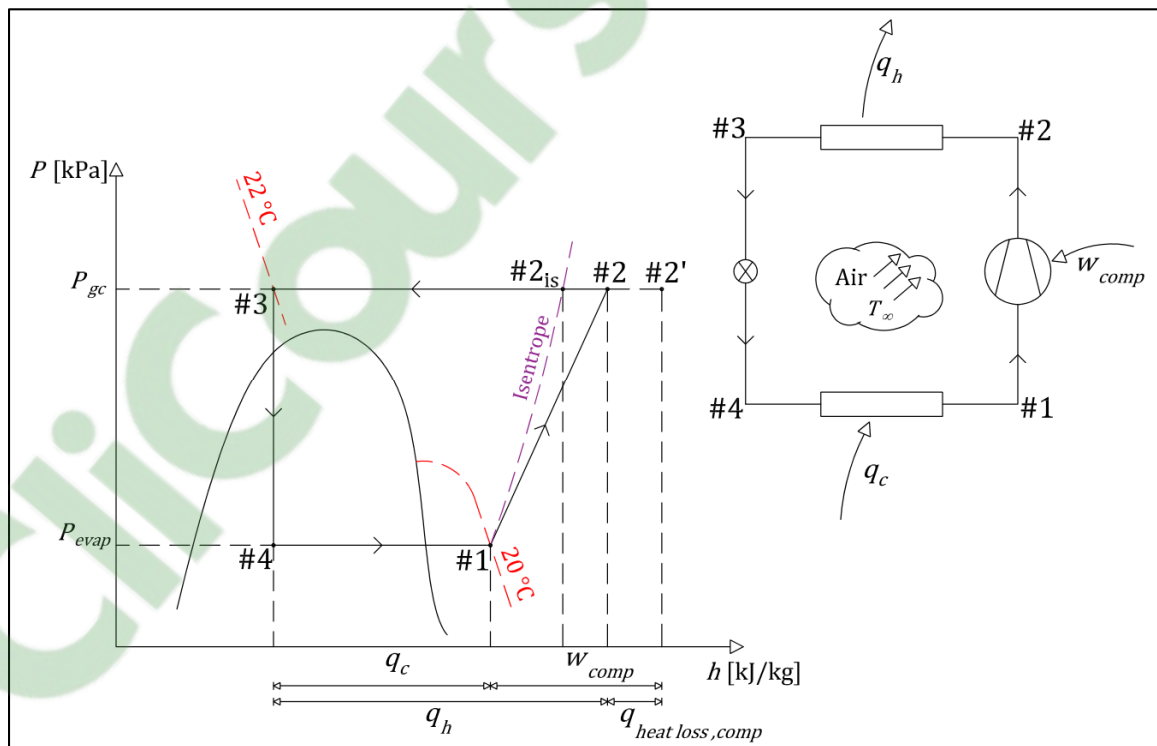 q_h
#3
#2
P [kPa]
22 °C
#2_is
#2
#2'
P_gc
#3
Air
T_∞
w_comp
Isentrope
#4
#1
P_evap
#4
#1
20 °C
q_c
q_c
w_comp
h [kJ/kg]
q_h
q_heat loss,comp
CliCours